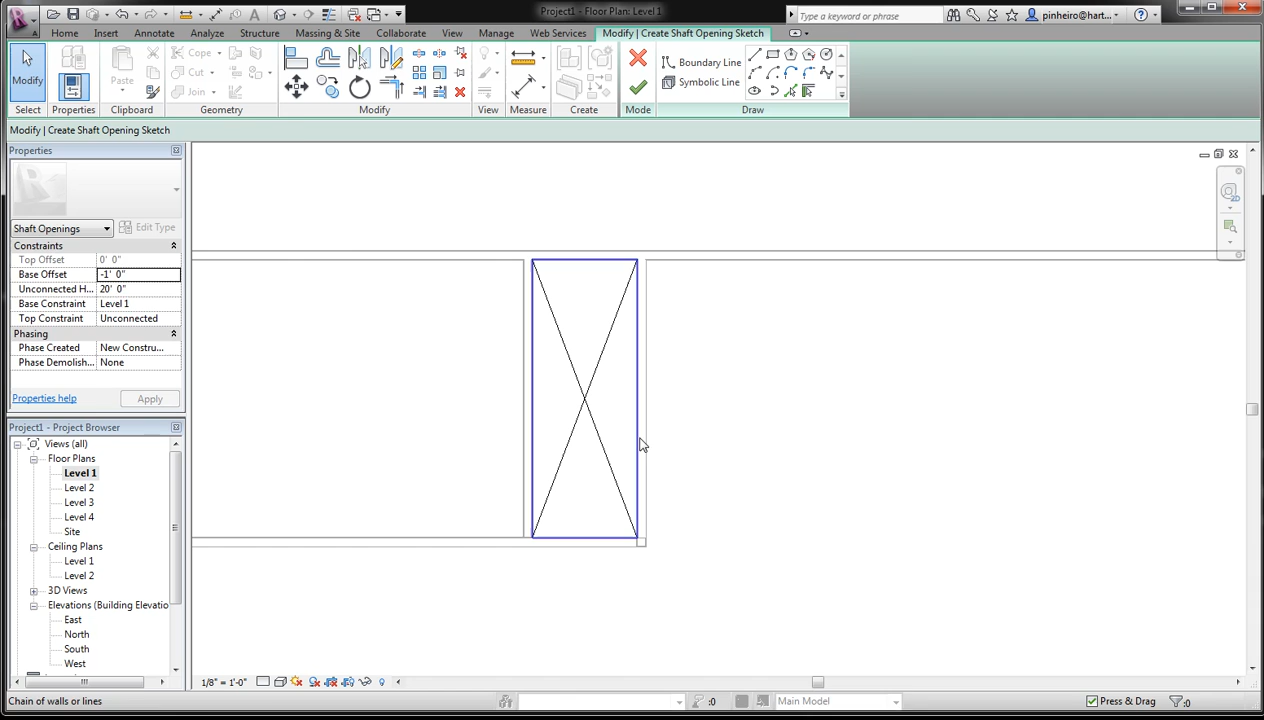 Project1 - Floor Plan: Level 1
Type a keyword or phrase
pinheiro@hart...
Home Insert Annotate Analyze Structure Massing & Site Collaborate View Manage Web Services Modify | Create Shaft Opening Sketch
Modify
Paste
Cope
Cut
Join
Boundary Line
Symbolic Line
Select Properties Clipboard Geometry Modify View Measure Create Mode Draw
Modify | Create Shaft Opening Sketch
Properties
Shaft Openings
Edit Type
Constraints
Top Offset 0' 0"
Base Offset -1' 0"
Unconnected H... 20' 0"
Base Constraint Level 1
Top Constraint Unconnected
Phasing
Phase Created New Constru...
Phase Demolish... None
Properties help
Apply
Project1 - Project Browser
Views (all)
Floor Plans
Level 1
Level 2
Level 3
Level 4
Site
Ceiling Plans
Level 1
Level 2
3D Views
Elevations (Building Elevatio
East
North
South
West
2D
1/8" = 1'-0"
Chain of walls or lines
:0
Main Model
Press & Drag
:0